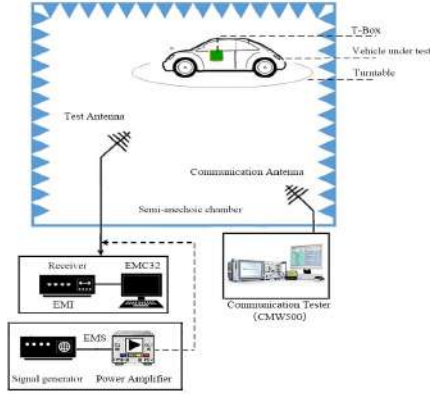 T-Box
Vehicle under test
Turntable
Test Antenna
Communication Antenna
Semi-anechoic chamber
Receiver
EMC32
EMI
Communication Tester
(CMW500)
EMS
Signal generator
Power Amplifier